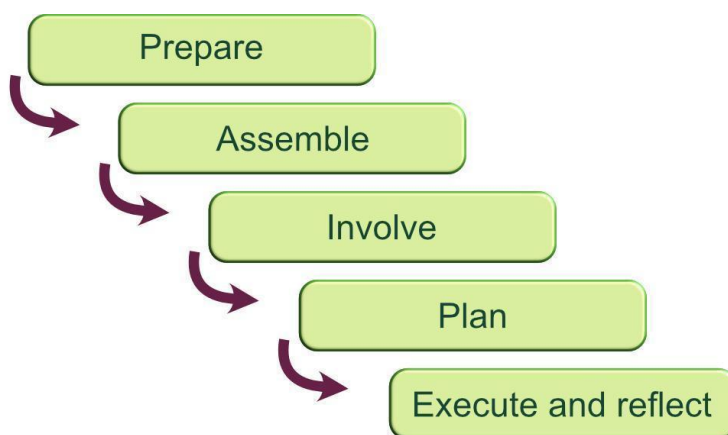 Prepare
Assemble
Involve
Plan
Execute and reflect